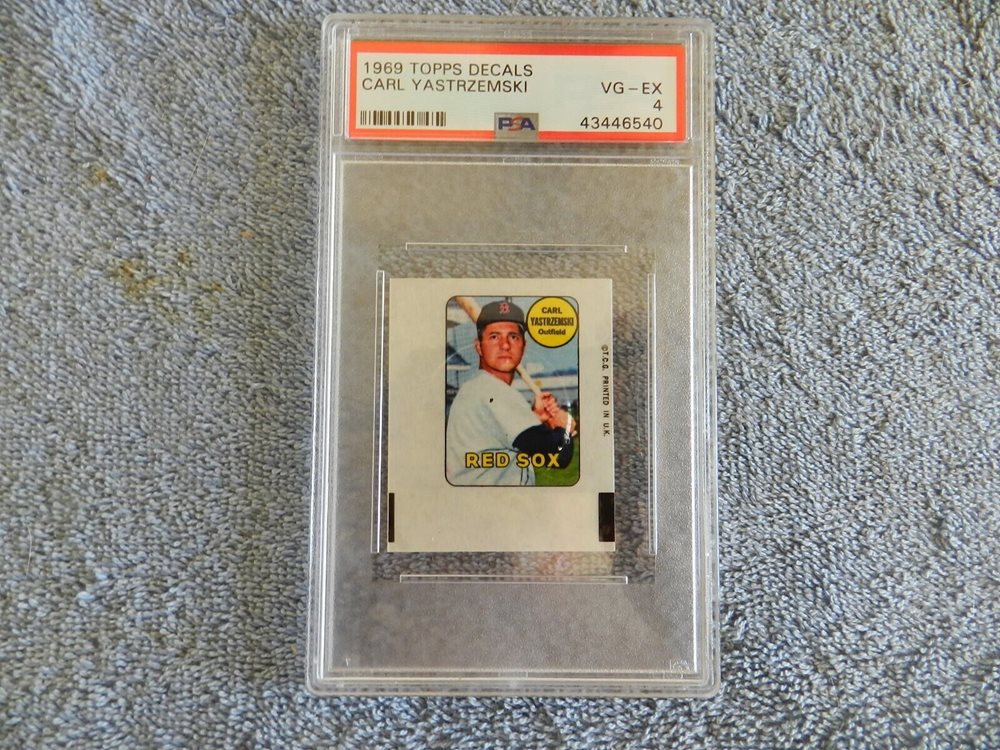 1969 TOPPS DECALS
CARL YASTRZEMSKI
VG - EX
4
PSA
43446540
CARL
YASTRZEMSKI
Outfield
B
RED SOX
©T.C.G. PRINTED IN U.K.